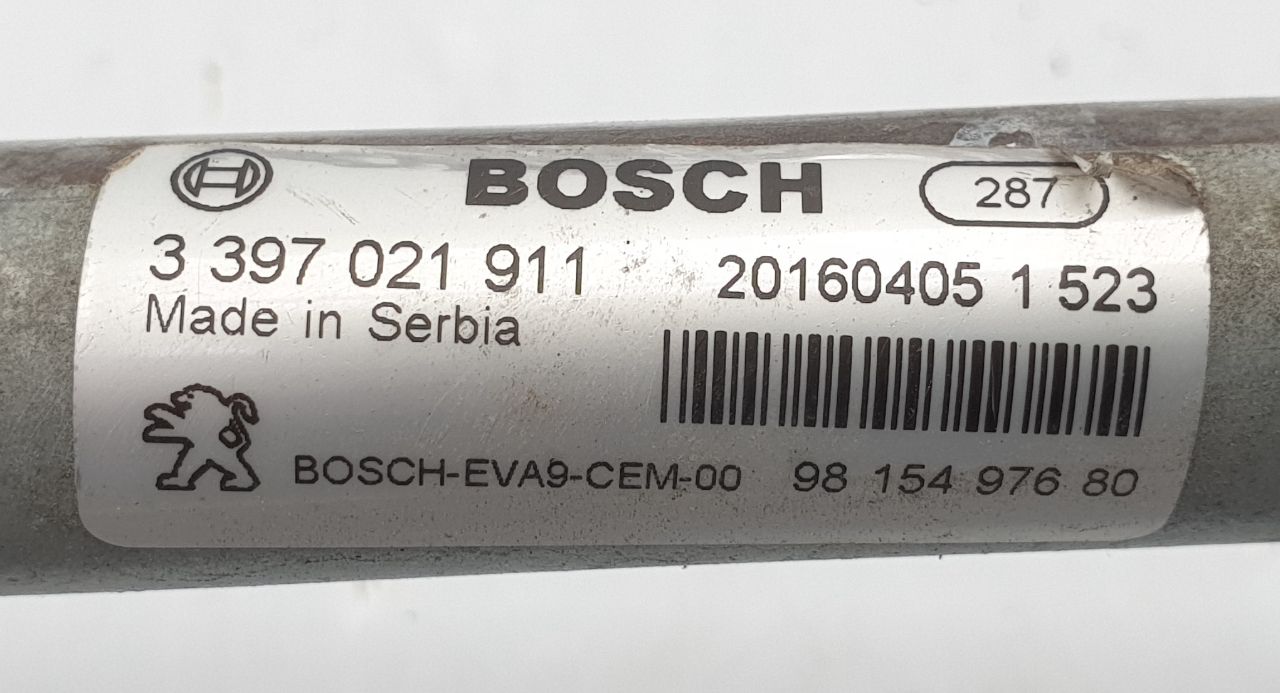 BOSCH 287
3 397 021 911 20160405 1 523
Made in Serbia
BOSCH-EVA9-CEM-00 98 154 976 80